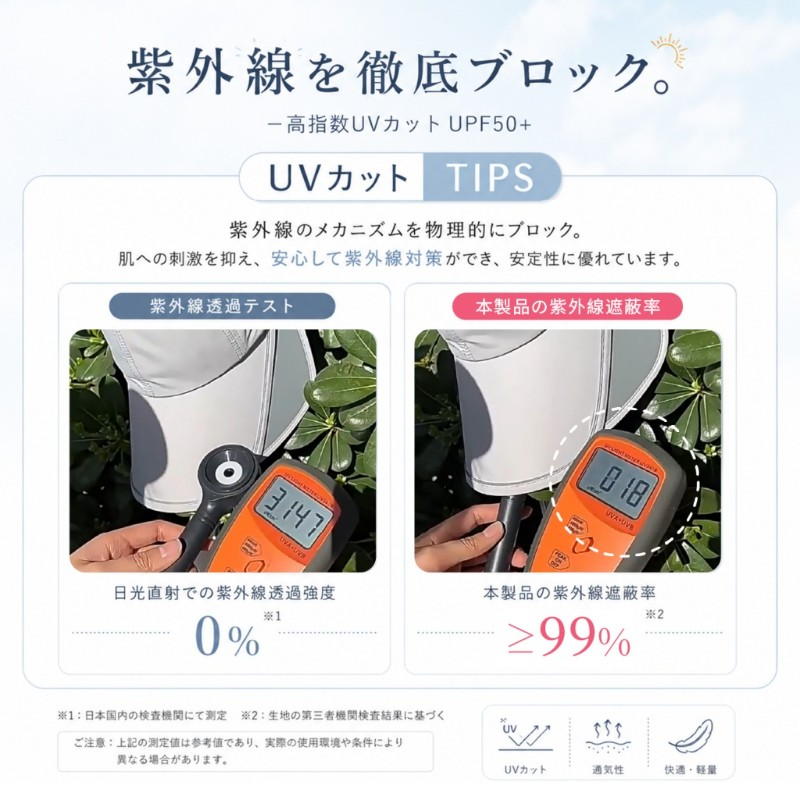 紫外線を徹底ブロック。
－高指数UVカット UPF50+
UVカット TIPS
紫外線のメカニズムを物理的にブロック。
肌への刺激を抑え、安心して紫外線対策ができ、安定性に優れています。
紫外線透過テスト
本製品の紫外線遮蔽率
3147
UVA+UVB
018
UVA+UVB
PEAK
ON
OFF
日光直射での紫外線透過強度
0%※1
本製品の紫外線遮蔽率
≥99%※2
※1：日本国内の検査機関にて測定　※2：生地の第三者機関検査結果に基づく
ご注意：上記の測定値は参考値であり、実際の使用環境や条件により
異なる場合があります。
UV
UVカット
通気性
快適・軽量